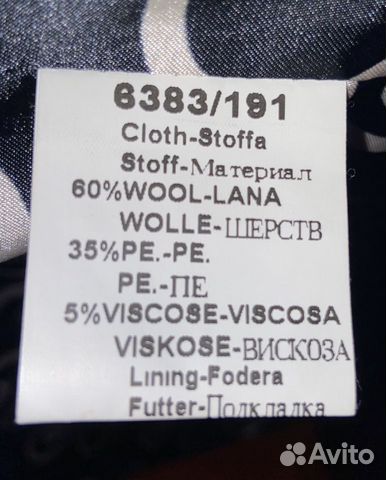 6383/191
Cloth-Stoffa
Stoff-Материал
60%WOOL-LANA
WOLLE-ШЕРСТВ
35%PE.-PE.
PE.-ПЕ
5%VISCOSE-VISCOSA
VISKOSE-ВИСКОЗА
Lining-Fodera
Futter-Подкладка
Avito